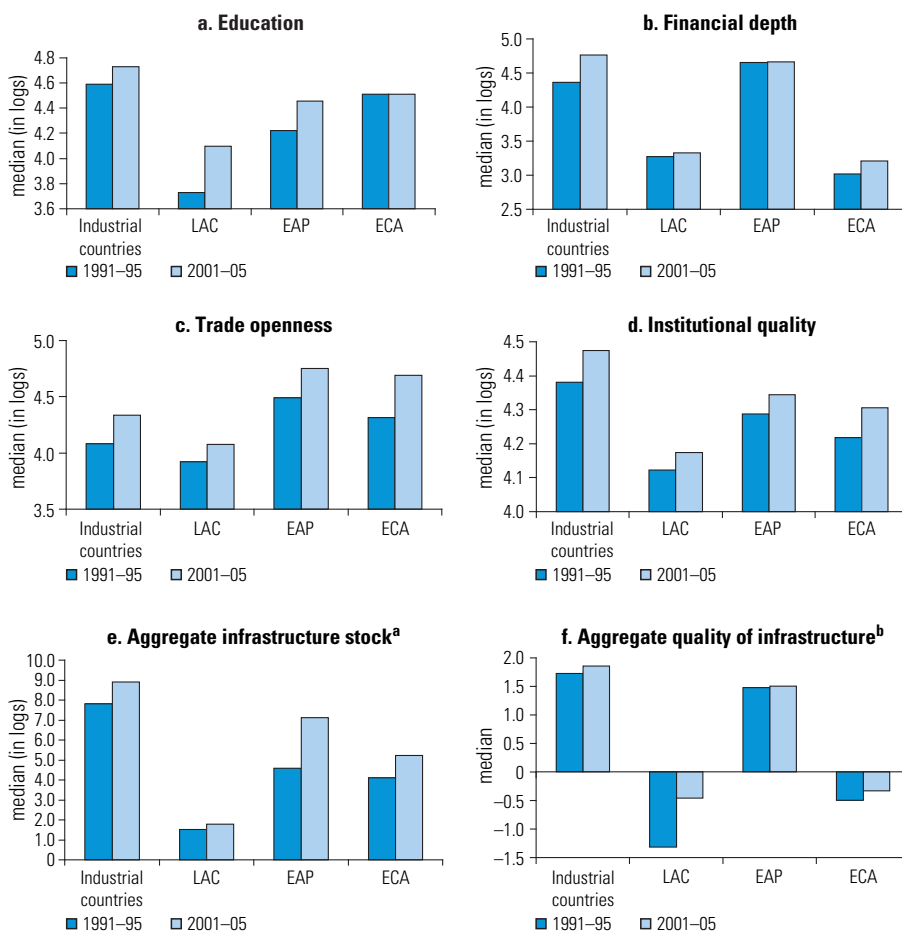 a. Education
median (in logs)
4.8
4.6
4.4
4.2
4.0
3.8
3.6
Industrial
countries
LAC
EAP
ECA
1991–95
2001–05
b. Financial depth
median (in logs)
5.0
4.5
4.0
3.5
3.0
2.5
Industrial
countries
LAC
EAP
ECA
1991–95
2001–05
c. Trade openness
median (in logs)
5.0
4.5
4.0
3.5
Industrial
countries
LAC
EAP
ECA
1991–95
2001–05
d. Institutional quality
median (in logs)
4.5
4.4
4.3
4.2
4.1
4.0
Industrial
countries
LAC
EAP
ECA
1991–95
2001–05
e. Aggregate infrastructure stockª
median (in logs)
10.0
9.0
8.0
7.0
6.0
5.0
4.0
3.0
2.0
1.0
0
Industrial
countries
LAC
EAP
ECA
1991–95
2001–05
f. Aggregate quality of infrastructureᵇ
median
2.0
1.5
1.0
0.5
0
–0.5
–1.0
–1.5
Industrial
countries
LAC
EAP
ECA
1991–95
2001–05